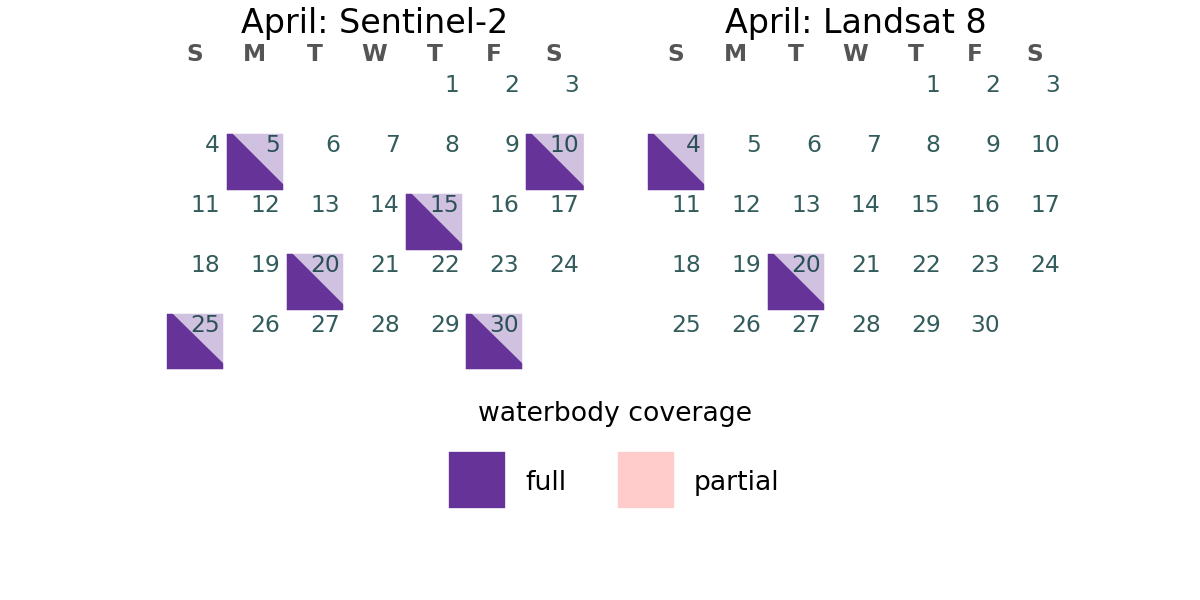 April: Sentinel-2
S M T W T F S
1 2 3
4 5 6 7 8 9 10
11 12 13 14 15 16 17
18 19 20 21 22 23 24
25 26 27 28 29 30
April: Landsat 8
S M T W T F S
1 2 3
4 5 6 7 8 9 10
11 12 13 14 15 16 17
18 19 20 21 22 23 24
25 26 27 28 29 30
waterbody coverage
full partial